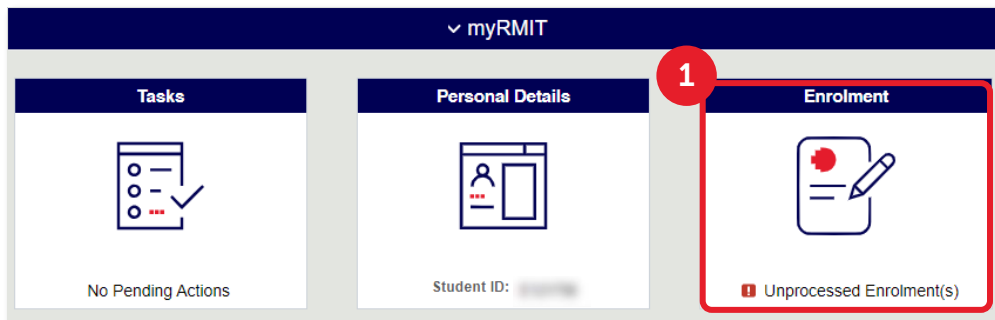 myRMIT
1
Tasks
Personal Details
Enrolment
No Pending Actions
Student ID:
Unprocessed Enrolment(s)